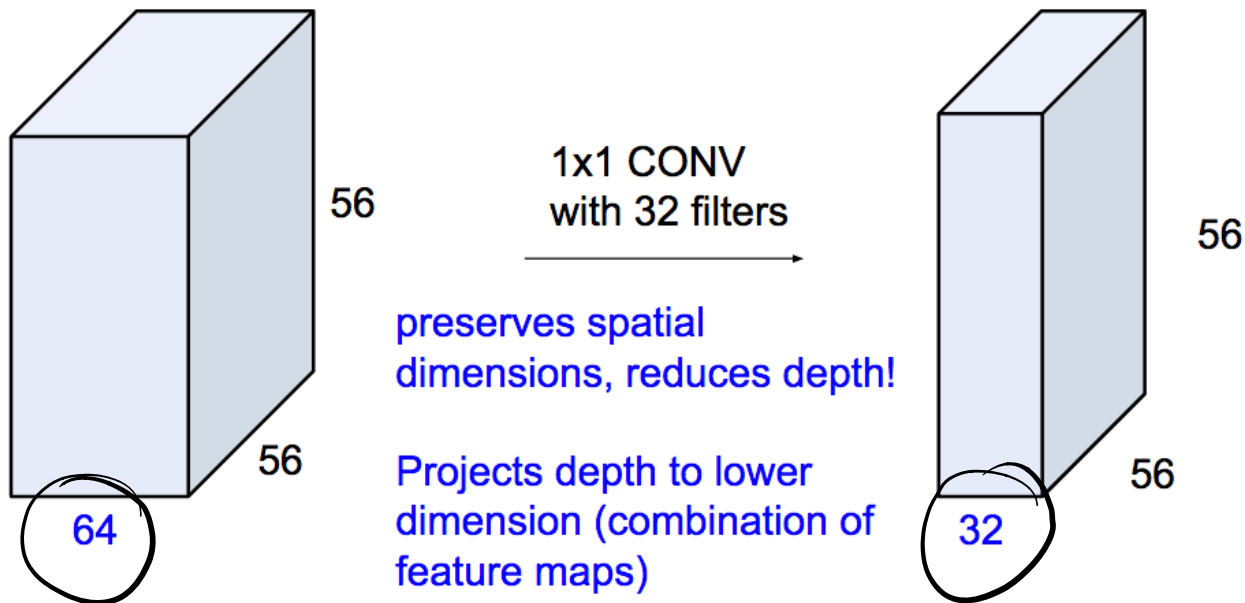 56
56
64
1x1 CONV
with 32 filters
preserves spatial
dimensions, reduces depth!
Projects depth to lower
dimension (combination of
feature maps)
56
56
32